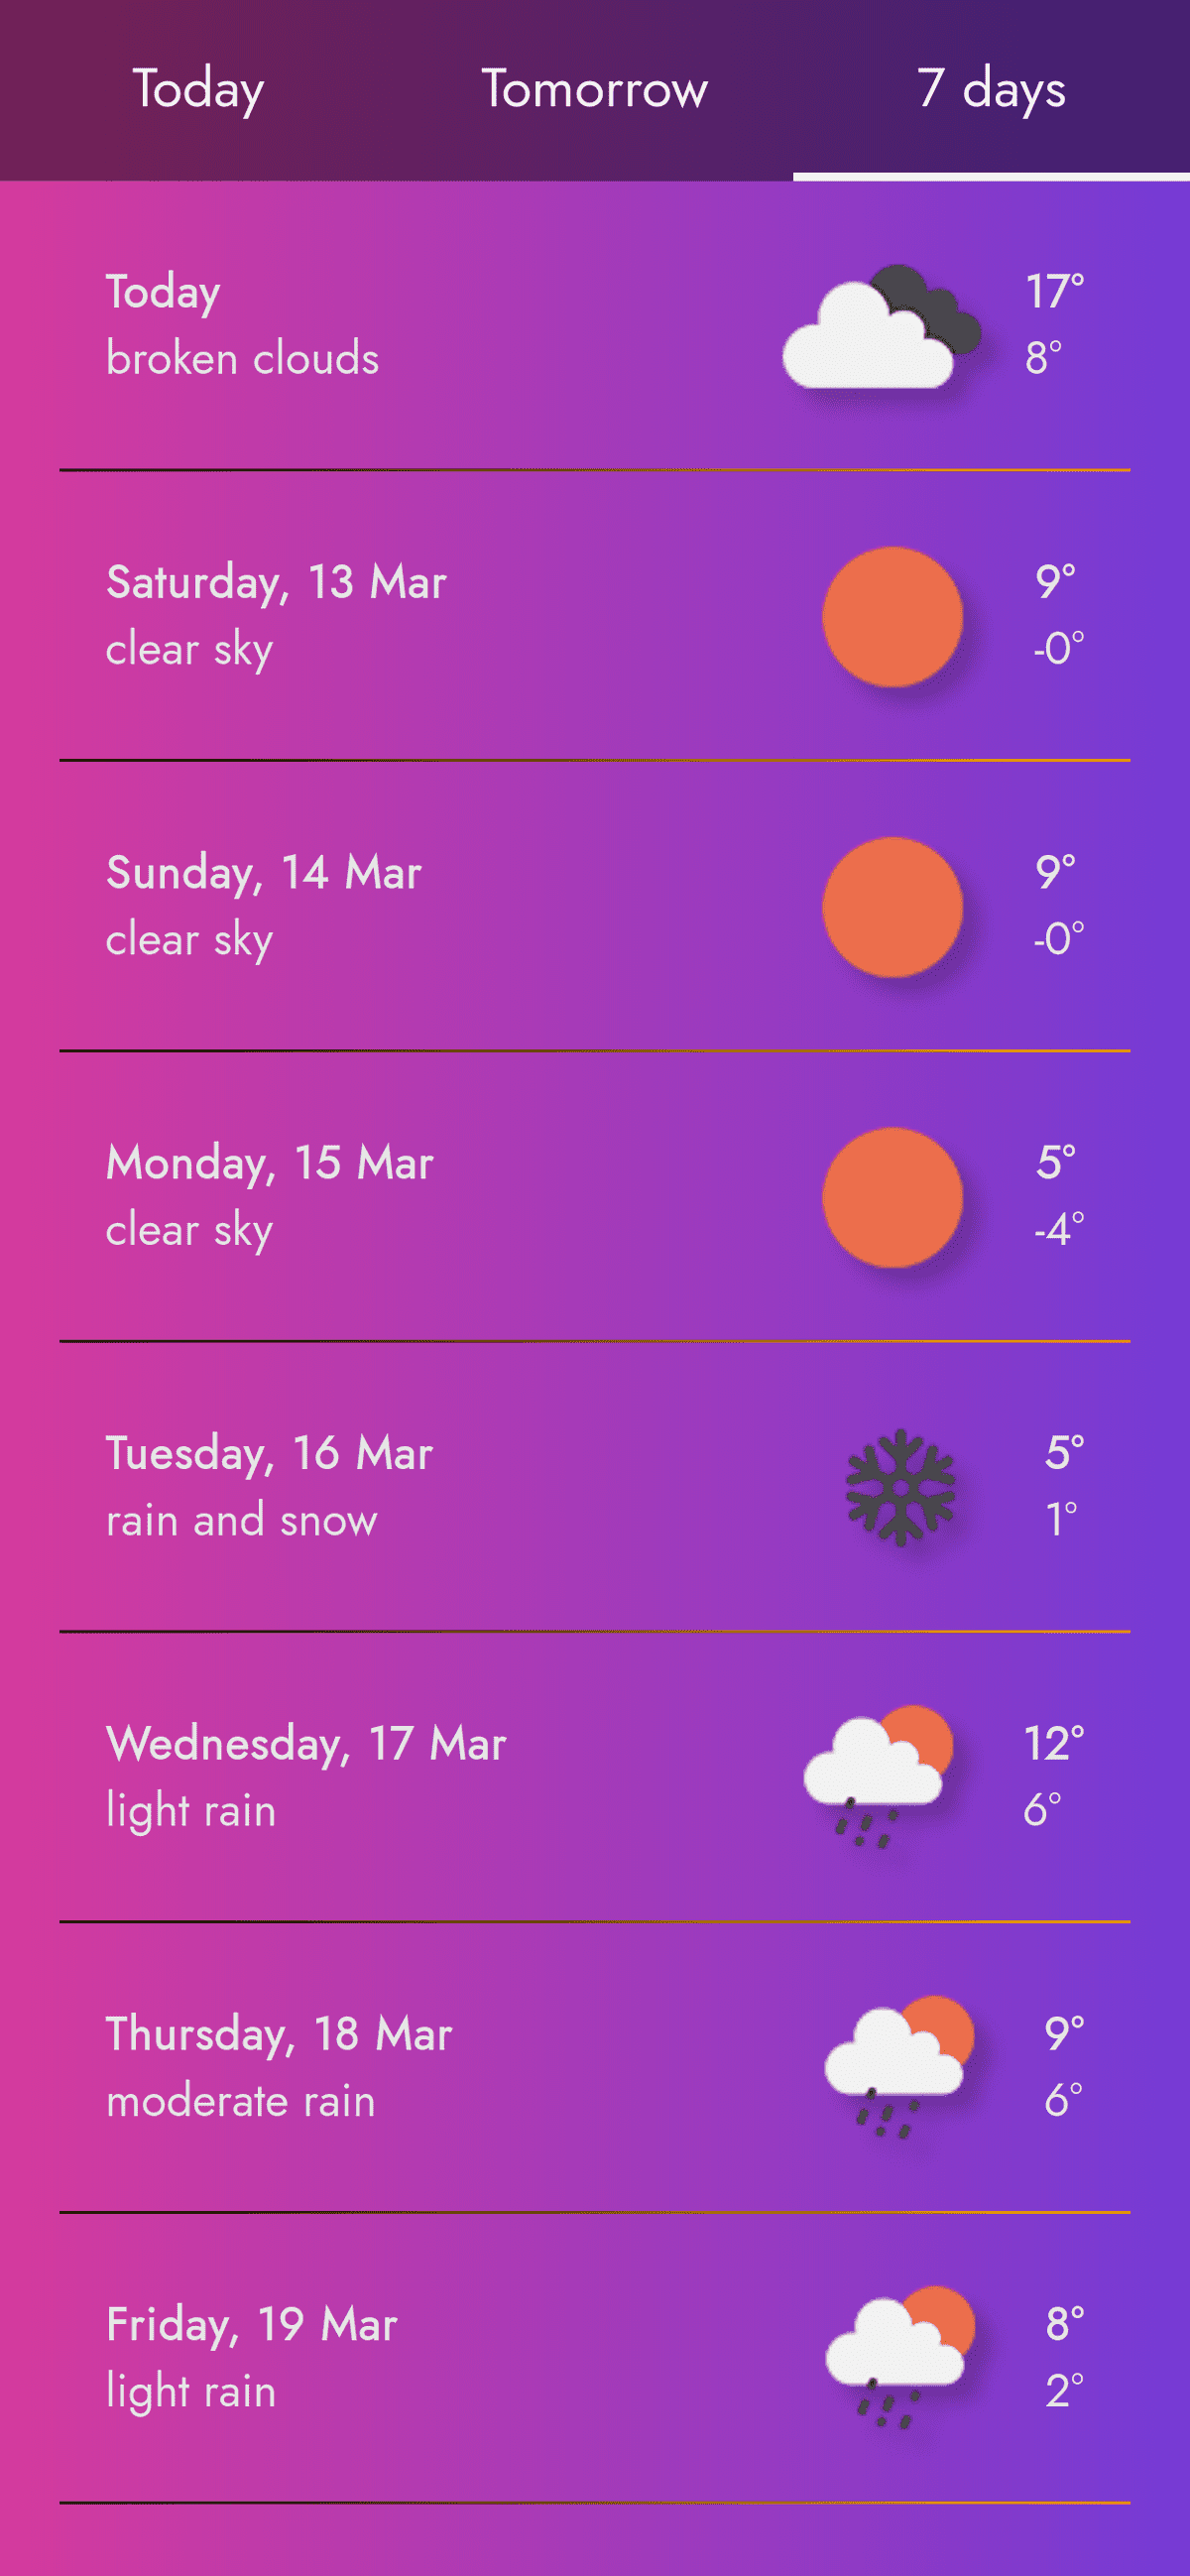 Today Tomorrow 7 days
Today 17°
broken clouds 8°
Saturday, 13 Mar 9°
clear sky -0°
Sunday, 14 Mar 9°
clear sky -0°
Monday, 15 Mar 5°
clear sky -4°
Tuesday, 16 Mar 5°
rain and snow 1°
Wednesday, 17 Mar 12°
light rain 6°
Thursday, 18 Mar 9°
moderate rain 6°
Friday, 19 Mar 8°
light rain 2°